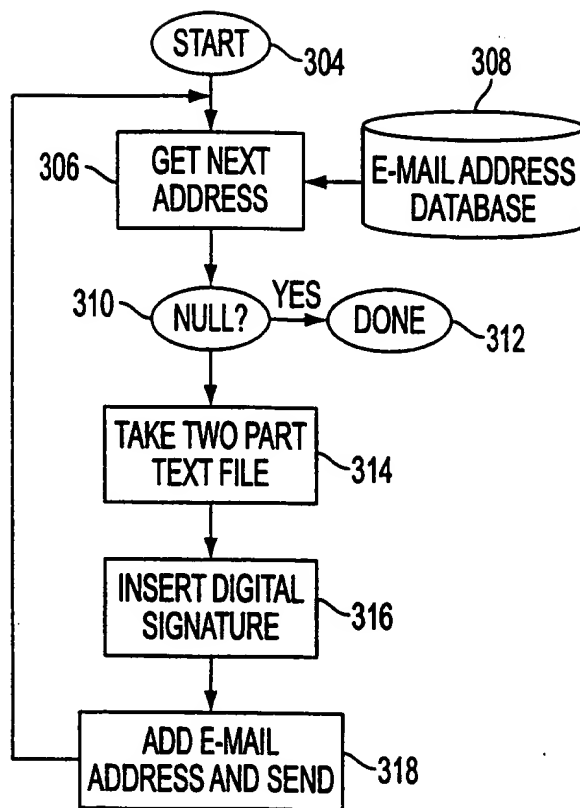 START
304
308
306
GET NEXT
ADDRESS
E-MAIL ADDRESS
DATABASE
310
NULL?
YES
DONE
312
TAKE TWO PART
TEXT FILE
314
INSERT DIGITAL
SIGNATURE
316
ADD E-MAIL
ADDRESS AND SEND
318